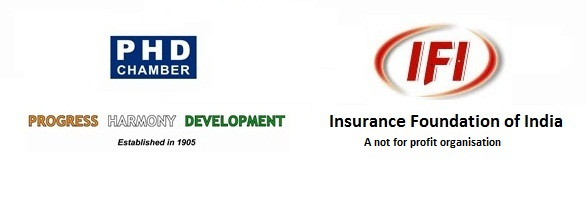 PHD
CHAMBER
PROGRESS HARMONY DEVELOPMENT
Established in 1905
IFI
Insurance Foundation of India
A not for profit organisation